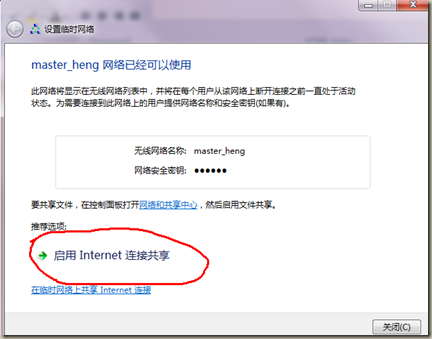 设置临时网络
master_heng 网络已经可以使用
此网络将显示在无线网络列表中，并将在每个用户从该网络上断开连接之前一直处于活动
状态。为需要连接到此网络上的用户提供网络名称和安全密钥(如果有)。
无线网络名称: master_heng
网络安全密钥: ●●●●●●
要共享文件，在控制面板打开网络和共享中心，然后启用文件共享。
推荐选项:
启用 Internet 连接共享
在临时网络上共享 Internet 连接
关闭(C)